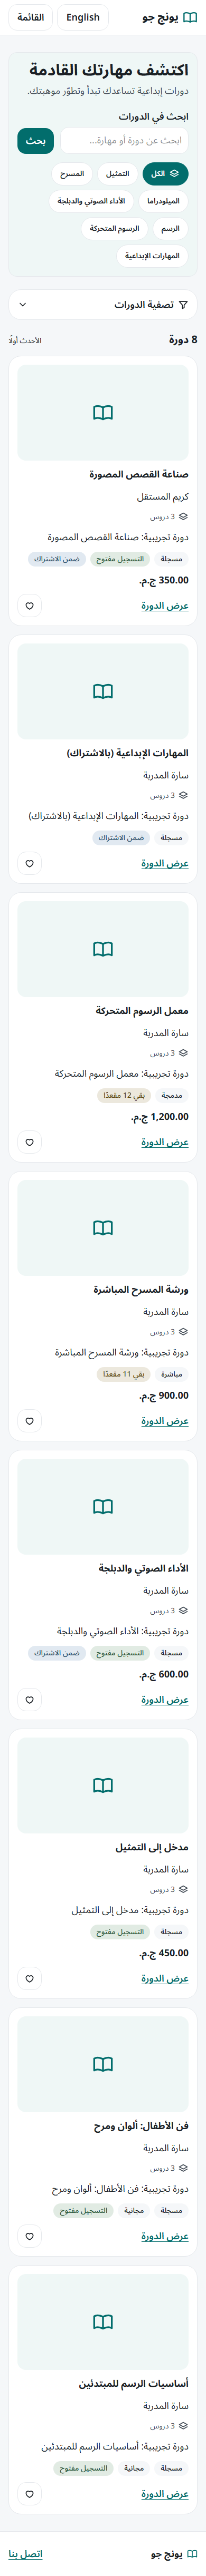 يونج جو
English
القائمة
اكتشف مهارتك القادمة
دورات إبداعية تساعدك تبدأ وتطوّر موهبتك.
ابحث في الدورات
ابحث عن دورة أو مهارة...
بحث
الكل
التمثيل
المسرح
الميلودراما
الأداء الصوتي والدبلجة
الرسم
الرسوم المتحركة
المهارات الإبداعية
تصفية الدورات
8 دورة
الأحدث أولًا
صناعة القصص المصورة
كريم المستقل
3 دروس
دورة تجريبية: صناعة القصص المصورة
مسجلة
التسجيل مفتوح
ضمن الاشتراك
350.00 ج.م.
عرض الدورة
المهارات الإبداعية (بالاشتراك)
سارة المدربة
3 دروس
دورة تجريبية: المهارات الإبداعية (بالاشتراك)
مسجلة
ضمن الاشتراك
عرض الدورة
معمل الرسوم المتحركة
سارة المدربة
3 دروس
دورة تجريبية: معمل الرسوم المتحركة
مدمجة
بقي 12 مقعدًا
1,200.00 ج.م.
عرض الدورة
ورشة المسرح المباشرة
سارة المدربة
3 دروس
دورة تجريبية: ورشة المسرح المباشرة
مباشرة
بقي 11 مقعدًا
900.00 ج.م.
عرض الدورة
الأداء الصوتي والدبلجة
سارة المدربة
3 دروس
دورة تجريبية: الأداء الصوتي والدبلجة
مسجلة
التسجيل مفتوح
ضمن الاشتراك
600.00 ج.م.
عرض الدورة
مدخل إلى التمثيل
سارة المدربة
3 دروس
دورة تجريبية: مدخل إلى التمثيل
مسجلة
التسجيل مفتوح
450.00 ج.م.
عرض الدورة
فن الأطفال: ألوان ومرح
سارة المدربة
3 دروس
دورة تجريبية: فن الأطفال: ألوان ومرح
مسجلة
مجانية
التسجيل مفتوح
عرض الدورة
أساسيات الرسم للمبتدئين
سارة المدربة
3 دروس
دورة تجريبية: أساسيات الرسم للمبتدئين
مسجلة
مجانية
التسجيل مفتوح
عرض الدورة
يونج جو
اتصل بنا